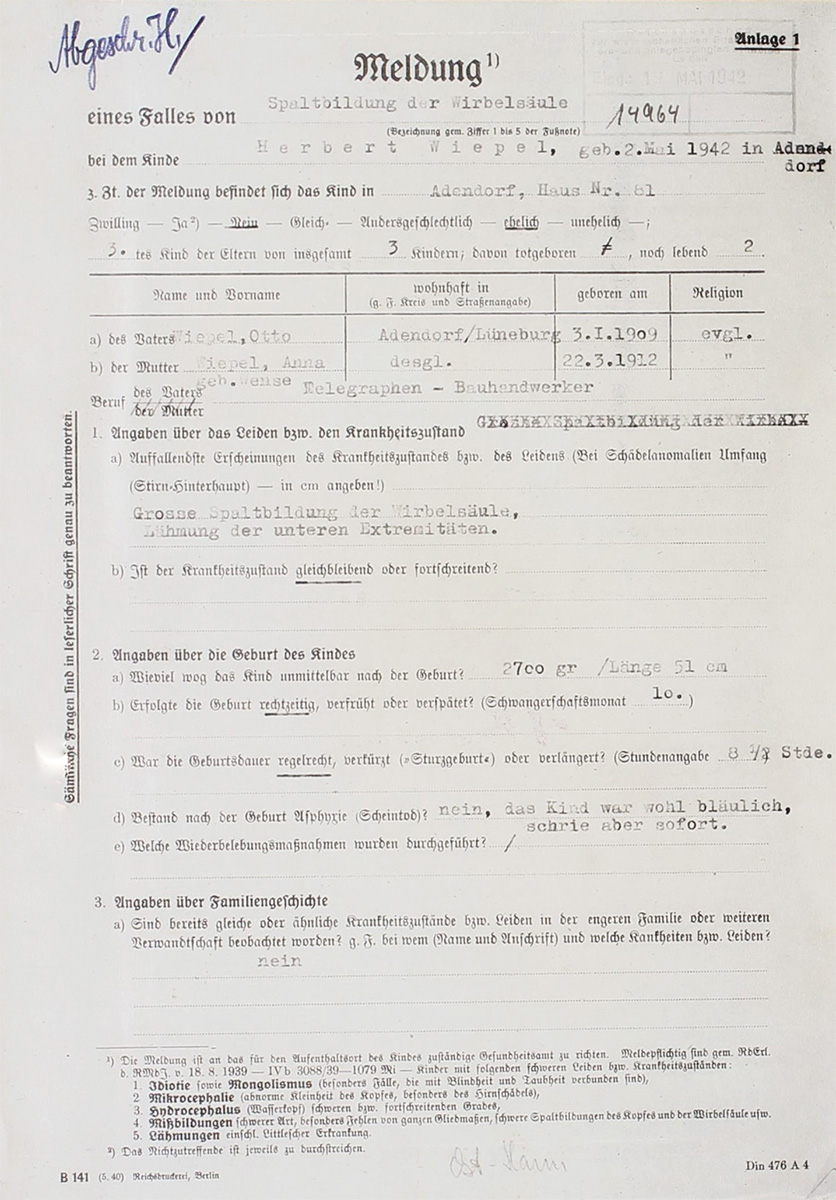 Abgeschr. H./
Anlage 1
Meldung ¹)
MAI 1942
14964
eines Falles von Spaltbildung der Wirbelsäule
(Bezeichnung gem. Ziffer 1 bis 5 der Fußnote)
bei dem Kinde Herbert Wiepel, geb.2.Mai 1942 in Adendorf
3. Zt. der Meldung befindet sich das Kind in Adendorf, Haus Nr. 81
Zwilling — Ja²) — Nein — Gleich- — Andersgeschlechtlich — ehelich — unehelich —;
3. tes Kind der Eltern von insgesamt 3 Kindern; davon totgeboren, noch lebend 2
Name und Vorname | wohnhaft in (g. F. Kreis und Straßenangabe) | geboren am | Religion
a) des Vaters Wiepel, Otto | Adendorf/Lüneburg | 3.I.1909 | evgl.
b) der Mutter Wiepel, Anna | desgl. | 22.3.1912 | "
geb. Wense
Beruf des Vaters Telegraphen - Bauhandwerker
der Mutter
1. Angaben über das Leiden bzw. den Krankheitszustand
a) Auffallendste Erscheinungen des Krankheitszustandes bzw. des Leidens (Bei Schädelanomalien Umfang
(Stirn-Hinterhaupt) — in cm angeben!)
Grosse Spaltbildung der Wirbelsäule,
Lähmung der unteren Extremitäten.
b) Ist der Krankheitszustand gleichbleibend oder fortschreitend?
2. Angaben über die Geburt des Kindes
a) Wieviel wog das Kind unmittelbar nach der Geburt? 2700 gr /Länge 51 cm
b) Erfolgte die Geburt rechtzeitig, verfrüht oder verspätet? (Schwangerschaftsmonat 10.)
c) War die Geburtsdauer regelrecht, verkürzt (»Sturzgeburt«) oder verlängert? (Stundenangabe 8 Stde.
d) Bestand nach der Geburt Asphyxie (Scheintod)? nein, das Kind war wohl bläulich,
schrie aber sofort.
e) Welche Wiederbelebungsmaßnahmen wurden durchgeführt? /
3. Angaben über Familiengeschichte
a) Sind bereits gleiche oder ähnliche Krankheitszustände bzw. Leiden in der engeren Familie oder weiteren
Verwandtschaft beobachtet worden? g. F. bei wem (Name und Anschrift) und welche Kankheiten bzw. Leiden?
nein
¹) Die Meldung ist an das für den Aufenthaltsort des Kindes zuständige Gesundheitsamt zu richten. Meldepflichtig sind gem. RdErl.
d. RMdJ. v. 18. 8. 1939 — IVb 3088/39—1079 Mi — Kinder mit folgenden schweren Leiden bzw. Krankheitszuständen:
1. Idiotie sowie Mongolismus (besonders Fälle, die mit Blindheit und Taubheit verbunden sind),
2 Mikrocephalie (abnorme Kleinheit des Kopfes, besonders des Hirnschädels),
3. Hydrocephalus (Wasserkopf) schweren bzw. fortschreitenden Grades,
4. Mißbildungen schwerer Art, besonders Fehlen von ganzen Gliedmaßen, schwere Spaltbildungen des Kopfes und der Wirbelsäule usw.
5. Lähmungen einschl. Littlescher Erkrankung.
²) Das Nichtzutreffende ist jeweils zu durchstreichen.
B 141 (5. 40) Reichsdruckerei, Berlin
Din 476 A 4
Sämtliche Fragen sind in leserlicher Schrift genau zu beantworten.